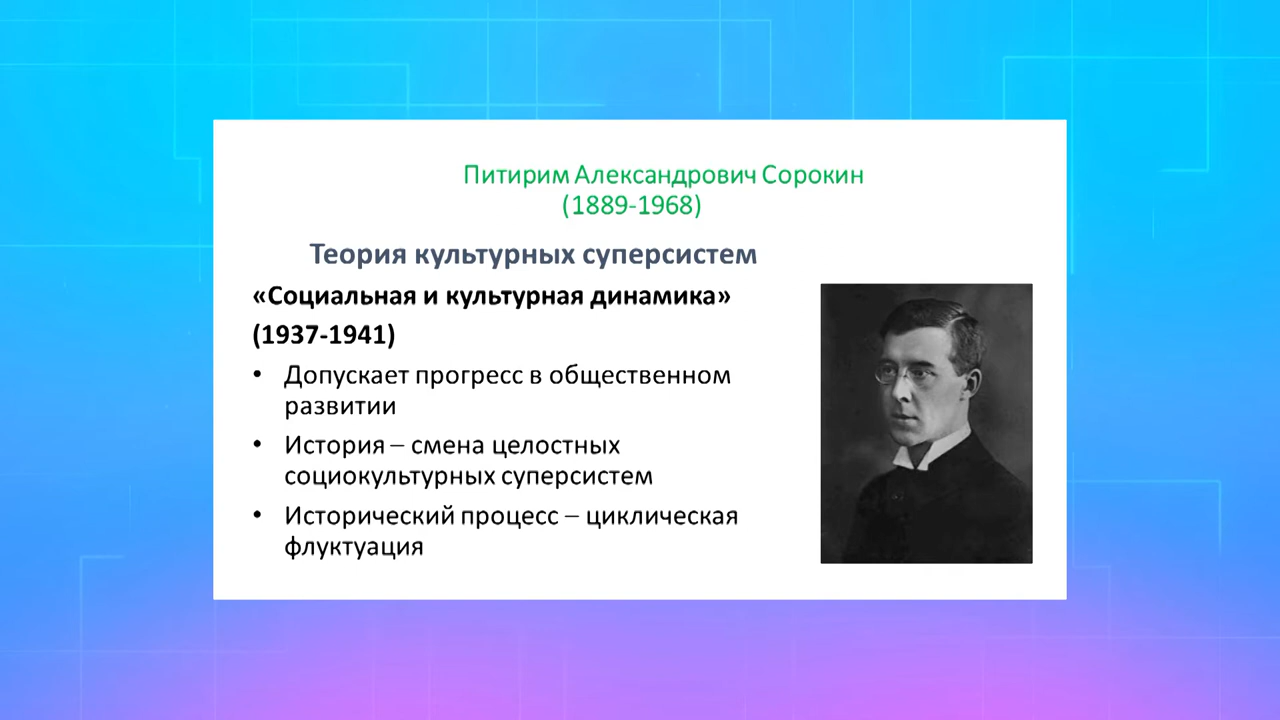 Питирим Александрович Сорокин
(1889-1968)
Теория культурных суперсистем
«Социальная и культурная динамика»
(1937-1941)
• Допускает прогресс в общественном
развитии
• История – смена целостных
социокультурных суперсистем
• Исторический процесс – циклическая
флуктуация